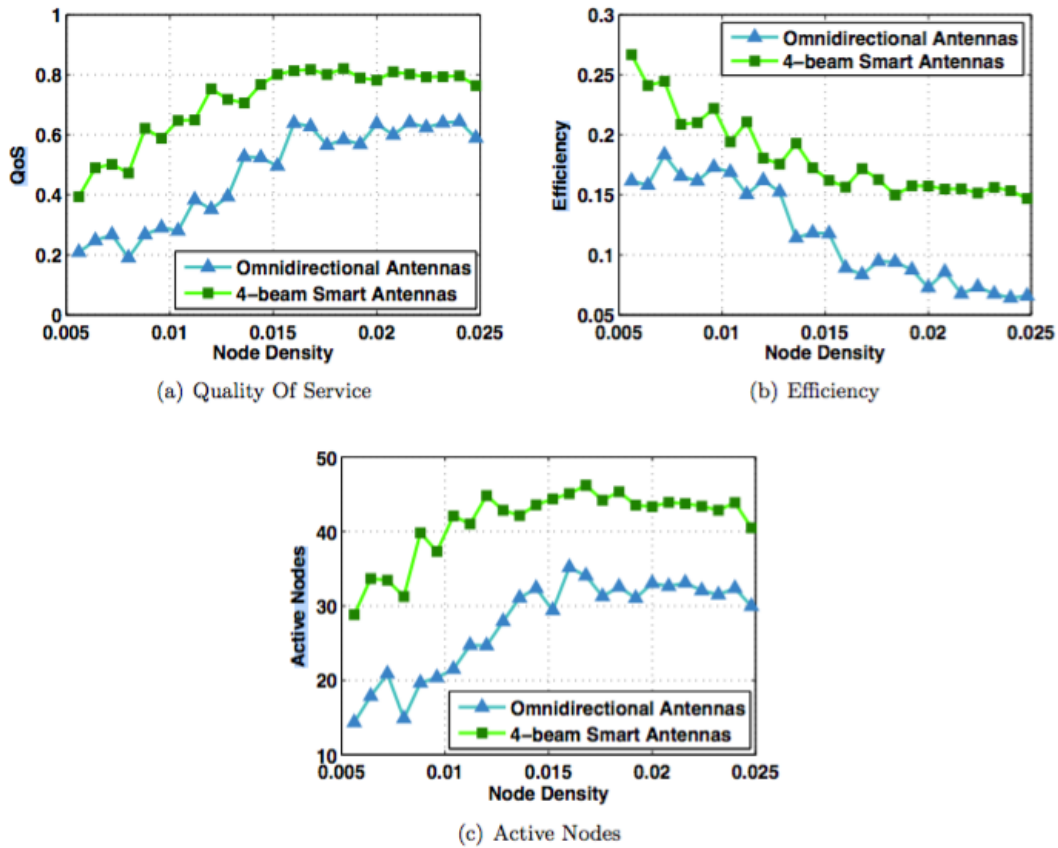 1
0.8
0.6
0.4
0.2
0
QoS
Omnidirectional Antennas
4-beam Smart Antennas
0.005 0.01 0.015 0.02 0.025
Node Density
(a) Quality Of Service
0.3
0.25
0.2
0.15
0.1
0.05
Efficiency
Omnidirectional Antennas
4-beam Smart Antennas
0.005 0.01 0.015 0.02 0.025
Node Density
(b) Efficiency
50
40
30
20
10
Active Nodes
Omnidirectional Antennas
4-beam Smart Antennas
0.005 0.01 0.015 0.02 0.025
Node Density
(c) Active Nodes